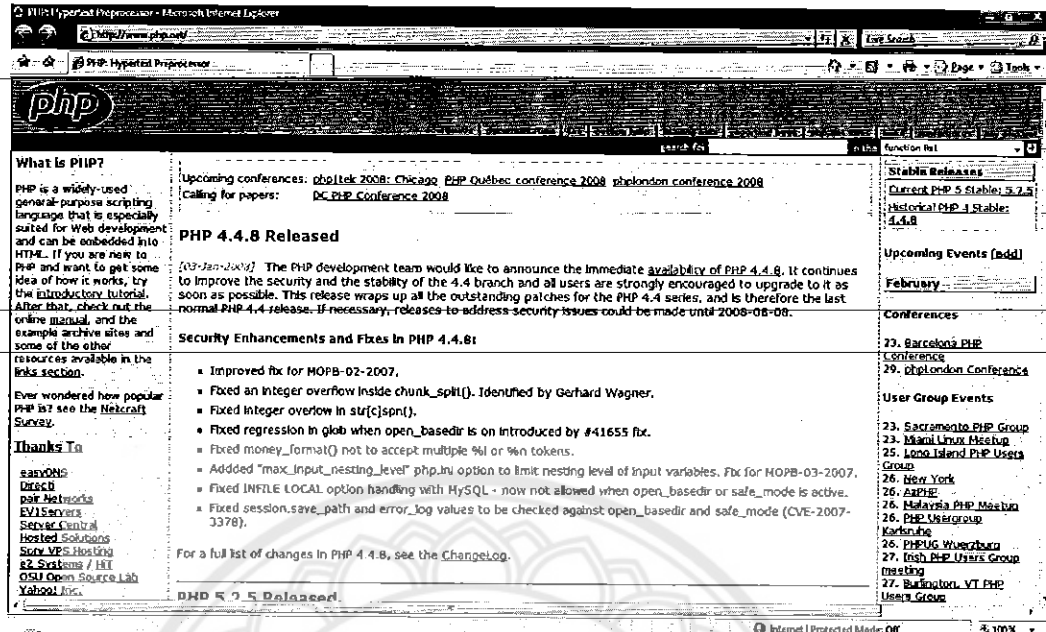 PHP: Hypertext Preprocessor - Microsoft Internet Explorer
http://www.php.net/
Live Search
PHP: Hypertext Preprocessor
Page
Tools
php
search for
in the
function list
What is PHP?
PHP is a widely-used
general-purpose scripting
language that is especially
suited for Web development
and can be embedded into
HTML. If you are new to
PHP and want to get some
idea of how it works, try
the introductory tutorial.
After that, check out the
online manual, and the
example archive sites and
some of the other
resources available in the
links section.
Ever wondered how popular
PHP is? see the Netcraft
Survey.
Thanks To
easyDNS
Directi
pair Networks
EV1Servers
Server Central
Hosted Solutions
Spry VPS Hosting
eZ Systems / HiT
OSU Open Source Lab
Yahoo! Inc.
Upcoming conferences: php|tek 2008: Chicago PHP Québec conference 2008 phplondon conference 2008
Calling for papers: DC PHP Conference 2008
PHP 4.4.8 Released
[03-Jan-2008] The PHP development team would like to announce the immediate availability of PHP 4.4.8. It continues
to improve the security and the stability of the 4.4 branch and all users are strongly encouraged to upgrade to it as
soon as possible. This release wraps up all the outstanding patches for the PHP 4.4 series, and is therefore the last
normal PHP 4.4 release. If necessary, releases to address security issues could be made until 2008-08-08.
Security Enhancements and Fixes in PHP 4.4.8:
Improved fix for MOPB-02-2007.
Fixed an integer overflow inside chunk_split(). Identified by Gerhard Wagner.
Fixed integer overlow in str[c]spn().
Fixed regression in glob when open_basedir is on introduced by #41655 fix.
Fixed money_format() not to accept multiple %i or %n tokens.
Addded "max_input_nesting_level" php.ini option to limit nesting level of input variables. Fix for MOPB-03-2007.
Fixed INFILE LOCAL option handling with MySQL - now not allowed when open_basedir or safe_mode is active.
Fixed session.save_path and error_log values to be checked against open_basedir and safe_mode (CVE-2007-
3378).
For a full list of changes in PHP 4.4.8, see the ChangeLog.
PHP 5.2.5 Released.
Stable Releases
Current PHP 5 Stable: 5.2.5
Historical PHP 4 Stable:
4.4.8
Upcoming Events [add]
February
Conferences
23. Barcelona PHP
Conference
29. phpLondon Conference
User Group Events
23. Sacramento PHP Group
23. Miami Linux Meetup
25. Long Island PHP Users
Group
26. New York
26. AzPHP
26. Malaysia PHP Meetup
26. PHP Usergroup
Karlsruhe
26. PHPUG Wuerzburg
27. Irish PHP Users Group
meeting
27. Burlington, VT PHP
Users Group
Internet | Protected Mode: Off
100%